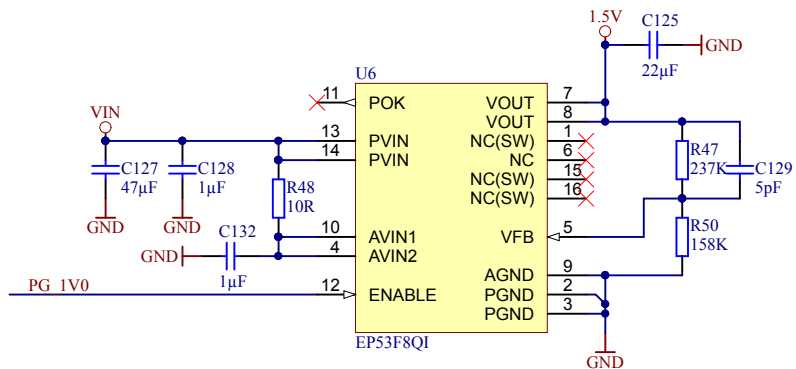 1.5V
C125
22µF
GND
U6
11
POK
VOUT
7
VOUT
8
VIN
13
PVIN
NC(SW)
1
14
PVIN
NC
6
NC(SW)
15
NC(SW)
16
C127
47µF
C128
1µF
R48
10R
R47
237K
C129
5pF
GND
GND
10
AVIN1
VFB
5
R50
158K
C132
GND
4
AVIN2
1µF
AGND
9
PG_1V0
12
ENABLE
PGND
2
PGND
3
EP53F8QI
GND